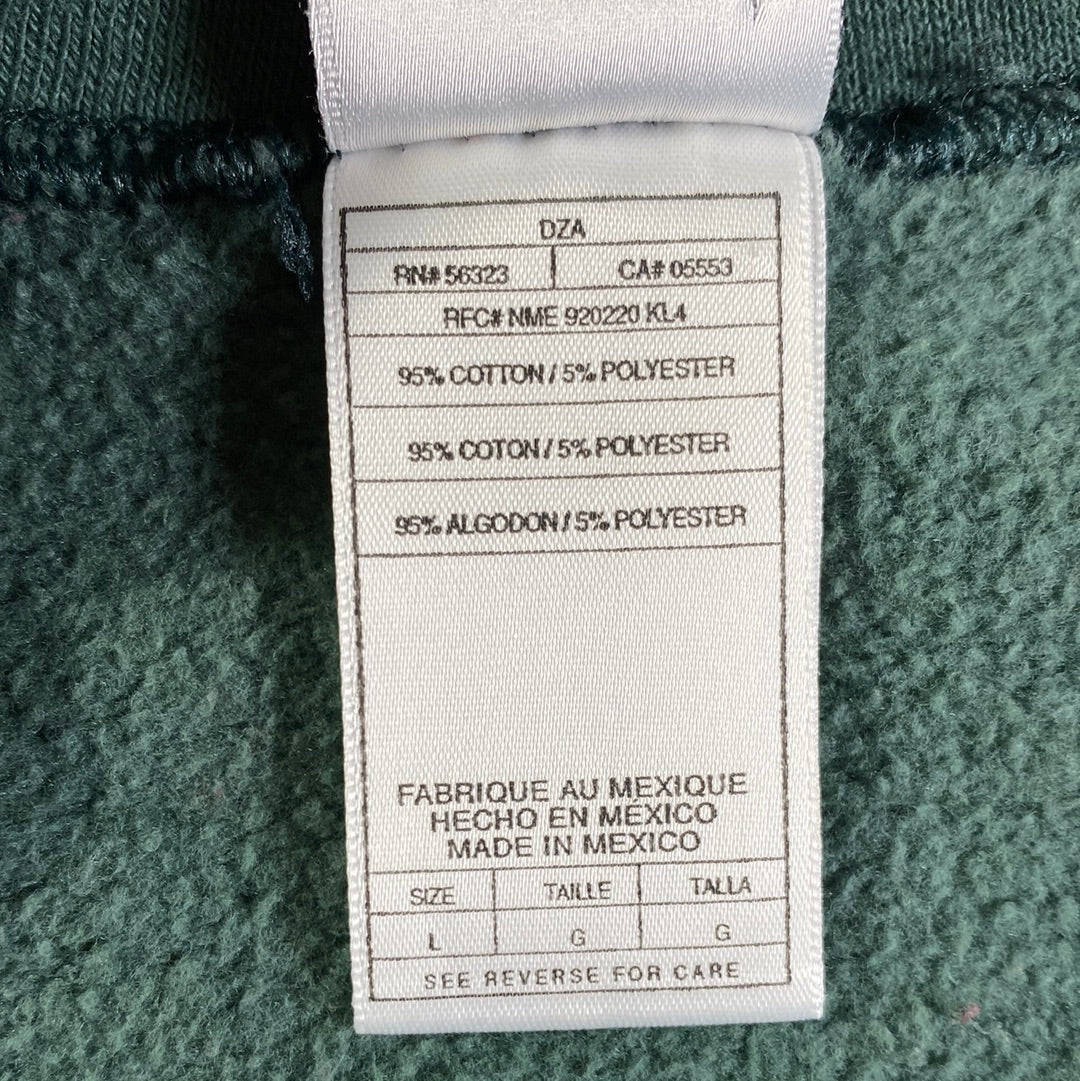 DZA
RN# 56323 CA# 05553
RFC# NME 920220 KL4
95% COTTON / 5% POLYESTER
95% COTON / 5% POLYESTER
95% ALGODON / 5% POLYESTER
FABRIQUE AU MEXIQUE
HECHO EN MEXICO
MADE IN MEXICO
SIZE TAILLE TALLA
L G G
SEE REVERSE FOR CARE